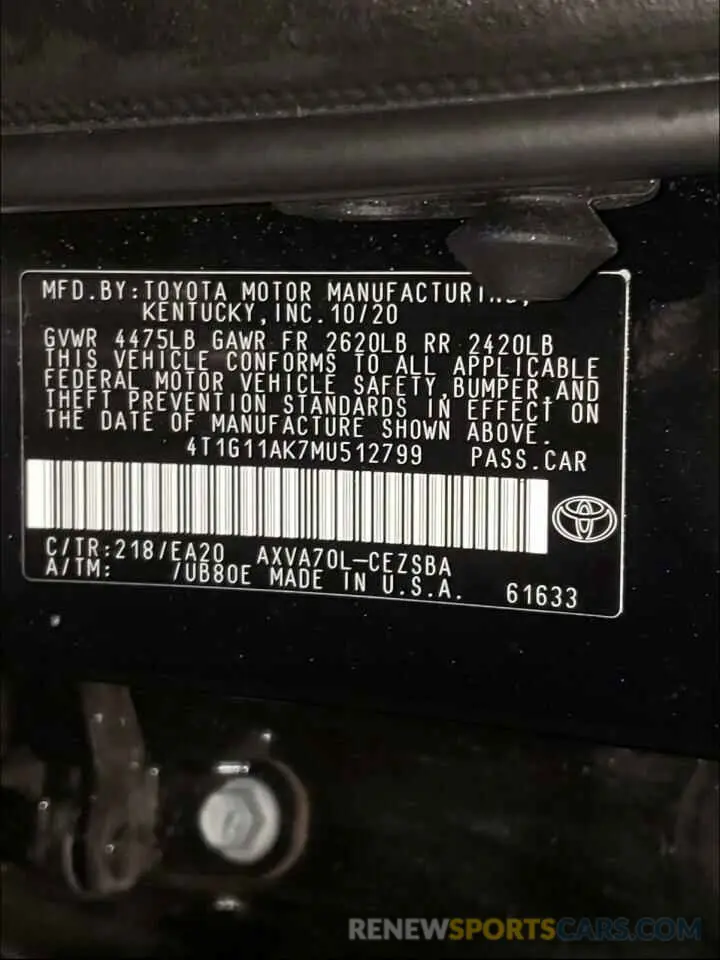 MFD.BY:TOYOTA MOTOR MANUFACTURING,
KENTUCKY,INC.10/20
GVWR 4475LB GAWR FR 2620LB RR 2420LB
THIS VEHICLE CONFORMS TO ALL APPLICABLE
FEDERAL MOTOR VEHICLE SAFETY,BUMPER,AND
THEFT PREVENTION STANDARDS IN EFFECT ON
THE DATE OF MANUFACTURE SHOWN ABOVE.
4T1G11AK7MU512799 PASS.CAR
C/TR:218/EA20 AXVA70L-CEZSBA
A/TM: /UB80E MADE IN U.S.A. 61633
RENEWSPORTSCARS.COM